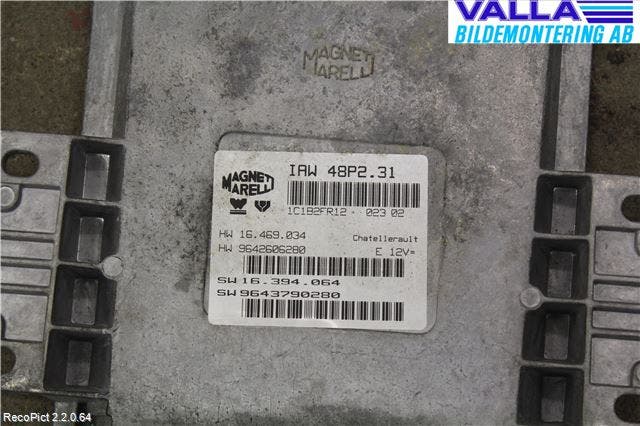 VALLA
BILDEMONTERING AB
MAGNETI
MARELLI
MAGNETI
MARELLI
IAW 48P2.31
1C1B2FR12 023 02
HW 16.469.034 Chatellerault
HW 9642606280 E 12V=
SW 16.394.064
SW 9643790280
RecoPict 2.2.0.64